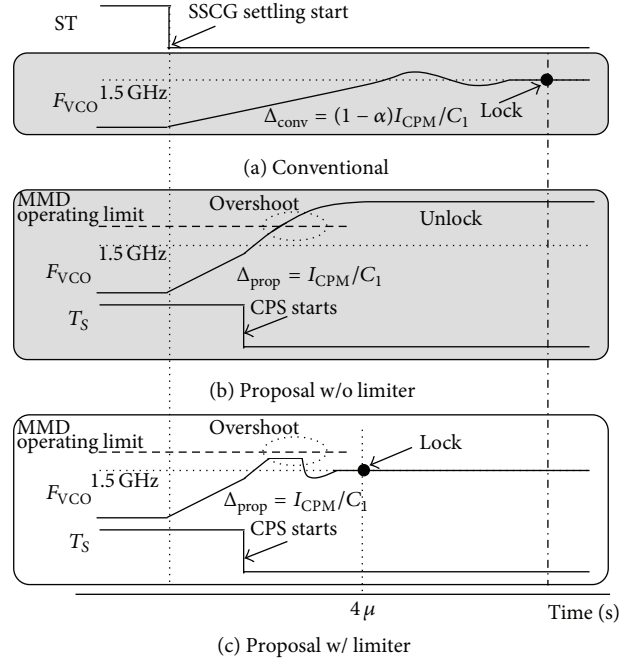 ST
SSCG settling start
1.5 GHz
F_VCO
Δ_conv = (1 − α)I_CPM/C_1
Lock
(a) Conventional
MMD
operating limit
Overshoot
Unlock
1.5 GHz
F_VCO
Δ_prop = I_CPM/C_1
T_S
CPS starts
(b) Proposal w/o limiter
MMD
operating limit
Overshoot
Lock
1.5 GHz
F_VCO
Δ_prop = I_CPM/C_1
T_S
CPS starts
4 μ
Time (s)
(c) Proposal w/ limiter